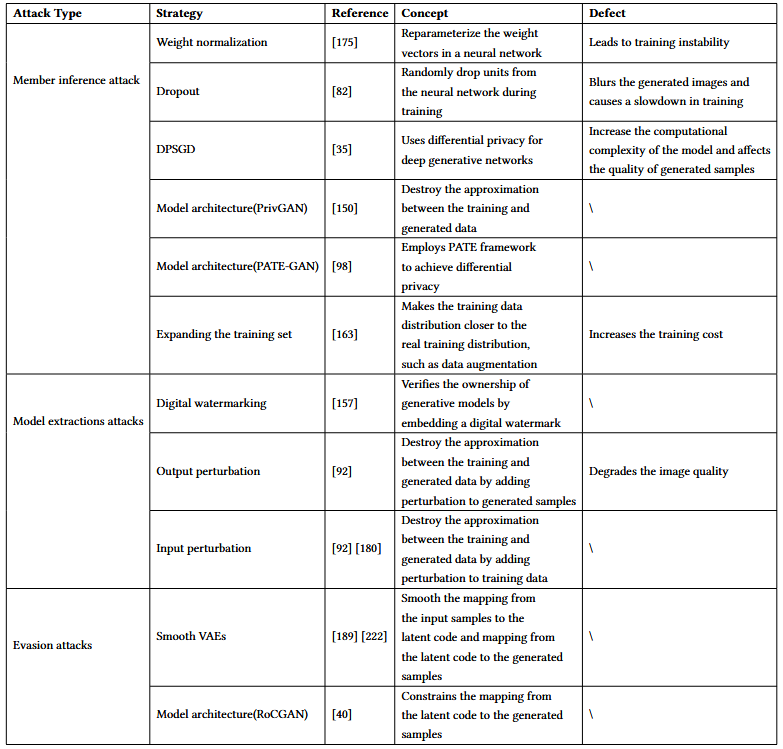 Attack Type Strategy Reference Concept Defect
Member inference attack
Weight normalization [175] Reparameterize the weight
vectors in a neural network
Leads to training instability
Dropout [82] Randomly drop units from
the neural network during
training
Blurs the generated images and
causes a slowdown in training
DPSGD [35] Uses differential privacy for
deep generative networks
Increase the computational
complexity of the model and affects
the quality of generated samples
Model architecture(PrivGAN) [150] Destroy the approximation
between the training and
generated data
\
Model architecture(PATE-GAN) [98] Employs PATE framework
to achieve differential
privacy
\
Expanding the training set [163] Makes the training data
distribution closer to the
real training distribution,
such as data augmentation
Increases the training cost
Model extractions attacks
Digital watermarking [157] Verifies the ownership of
generative models by
embedding a digital watermark
\
Output perturbation [92] Destroy the approximation
between the training and
generated data by adding
perturbation to generated samples
Degrades the image quality
Input perturbation [92] [180] Destroy the approximation
between the training and
generated data by adding
perturbation to training data
\
Evasion attacks
Smooth VAEs [189] [222] Smooth the mapping from
the input samples to the
latent code and mapping from
the latent code to the generated
samples
\
Model architecture(RoCGAN) [40] Constrains the mapping from
the latent code to the generated
samples
\